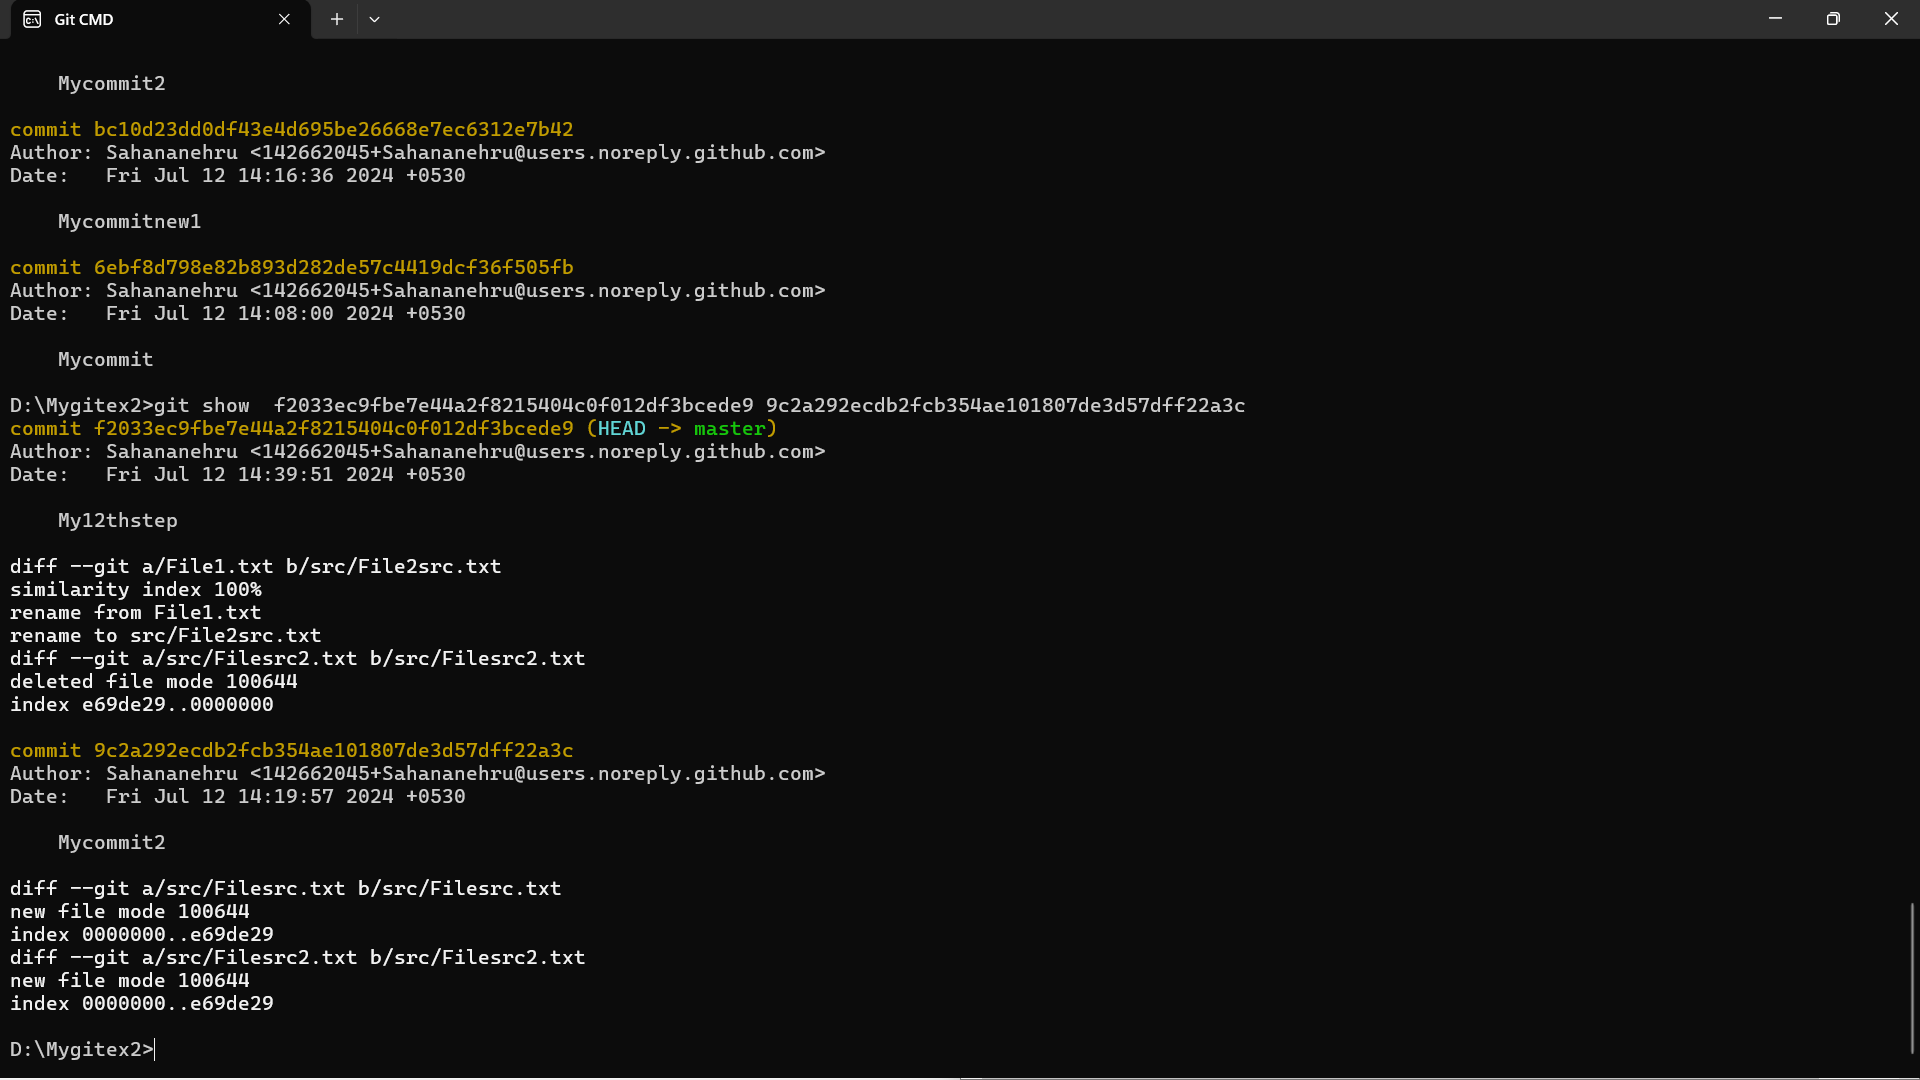 Git CMD
Mycommit2
commit bc10d23dd0df43e4d695be26668e7ec6312e7b42
Author: Sahananehru <142662045+Sahananehru@users.noreply.github.com>
Date:   Fri Jul 12 14:16:36 2024 +0530
Mycommitnew1
commit 6ebf8d798e82b893d282de57c4419dcf36f505fb
Author: Sahananehru <142662045+Sahananehru@users.noreply.github.com>
Date:   Fri Jul 12 14:08:00 2024 +0530
Mycommit
D:\Mygitex2>git show  f2033ec9fbe7e44a2f8215404c0f012df3bcede9 9c2a292ecdb2fcb354ae101807de3d57dff22a3c
commit f2033ec9fbe7e44a2f8215404c0f012df3bcede9 (HEAD -> master)
Author: Sahananehru <142662045+Sahananehru@users.noreply.github.com>
Date:   Fri Jul 12 14:39:51 2024 +0530
My12thstep
diff --git a/File1.txt b/src/File2src.txt
similarity index 100%
rename from File1.txt
rename to src/File2src.txt
diff --git a/src/Filesrc2.txt b/src/Filesrc2.txt
deleted file mode 100644
index e69de29..0000000
commit 9c2a292ecdb2fcb354ae101807de3d57dff22a3c
Author: Sahananehru <142662045+Sahananehru@users.noreply.github.com>
Date:   Fri Jul 12 14:19:57 2024 +0530
Mycommit2
diff --git a/src/Filesrc.txt b/src/Filesrc.txt
new file mode 100644
index 0000000..e69de29
diff --git a/src/Filesrc2.txt b/src/Filesrc2.txt
new file mode 100644
index 0000000..e69de29
D:\Mygitex2>